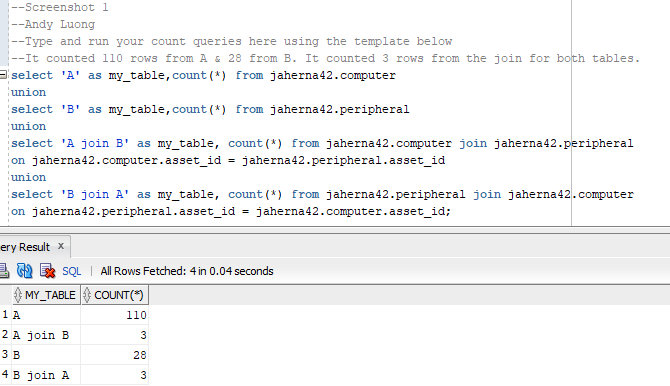 --Screenshot 1
--Andy Luong
--Type and run your count queries here using the template below
--It counted 110 rows from A & 28 from B. It counted 3 rows from the join for both tables.
select 'A' as my_table,count(*) from jaherna42.computer
union
select 'B' as my_table,count(*) from jaherna42.peripheral
union
select 'A join B' as my_table, count(*) from jaherna42.computer join jaherna42.peripheral
on jaherna42.computer.asset_id = jaherna42.peripheral.asset_id
union
select 'B join A' as my_table, count(*) from jaherna42.peripheral join jaherna42.computer
on jaherna42.peripheral.asset_id = jaherna42.computer.asset_id;
ery Result x
SQL | All Rows Fetched: 4 in 0.04 seconds
MY_TABLE COUNT(*)
1 A 110
2 A join B 3
3 B 28
4 B join A 3